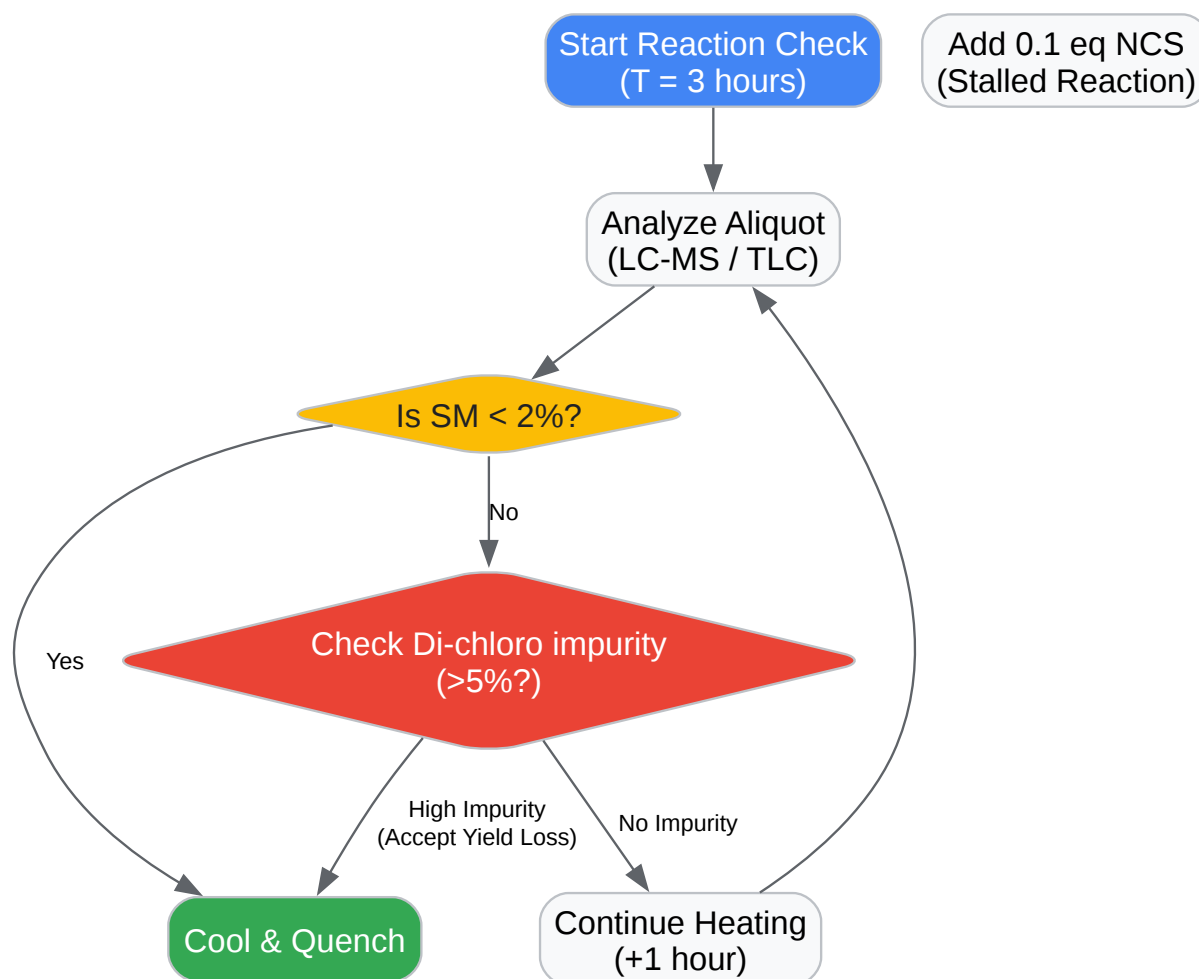 Start Reaction Check
(T = 3 hours)
Add 0.1 eq NCS
(Stalled Reaction)
Analyze Aliquot
(LC-MS / TLC)
Is SM < 2%?
No
Check Di-chloro impurity
(>5%?)
Yes
High Impurity
(Accept Yield Loss)
No Impurity
Cool & Quench
Continue Heating
(+1 hour)